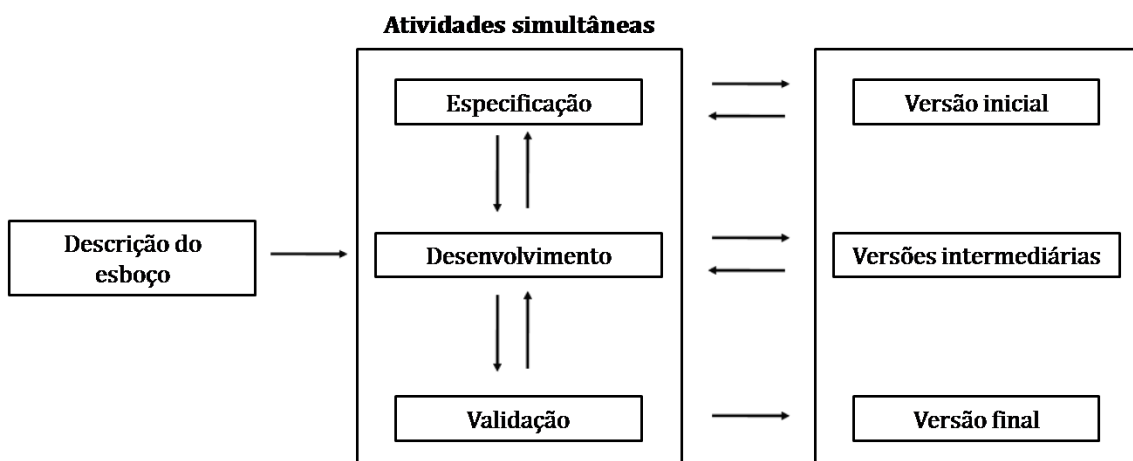 Atividades simultâneas
Especificação
Versão inicial
Descrição do
esboço
Desenvolvimento
Versões intermediárias
Validação
Versão final